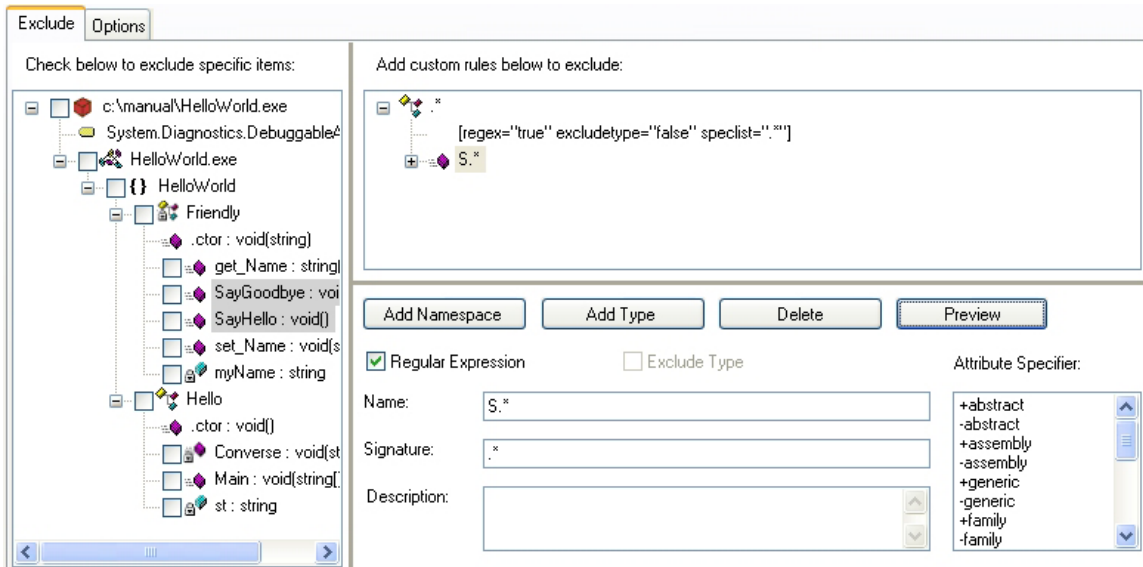 Exclude Options
Check below to exclude specific items:
c:\manual\HelloWorld.exe
System.Diagnostics.DebuggableA
HelloWorld.exe
{} HelloWorld
Friendly
.ctor : void(string)
get_Name : string(
SayGoodbye : voi
SayHello : void()
set_Name : void(s
myName : string
Hello
.ctor : void()
Converse : void(st
Main : void(string[]
st : string
Add custom rules below to exclude:
.*
[regex="true" excludetype="false" speclist=".*"]
S.*
Add Namespace Add Type Delete Preview
Regular Expression Exclude Type Attribute Specifier:
Name: S.*
Signature: .*
Description:
+abstract
-abstract
+assembly
-assembly
+generic
-generic
+family
-family